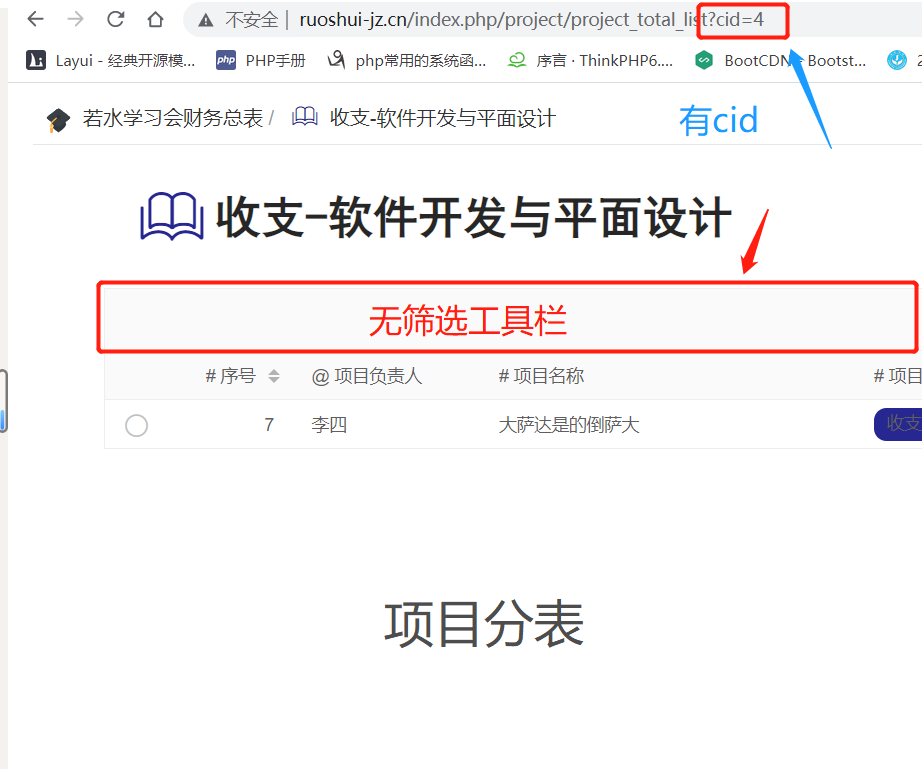 不安全 | ruoshui-jz.cn/index.php/project/project_total_list?cid=4
Layui - 经典开源模... php PHP手册 php常用的系统函... 序言 · ThinkPHP6.... BootCDN - Bootst... 2
若水学习会财务总表 / 收支-软件开发与平面设计
有cid
收支-软件开发与平面设计
无筛选工具栏
# 序号 @ 项目负责人 # 项目名称 # 项目
7 李四 大萨达是的倒萨大 收支
项目分表